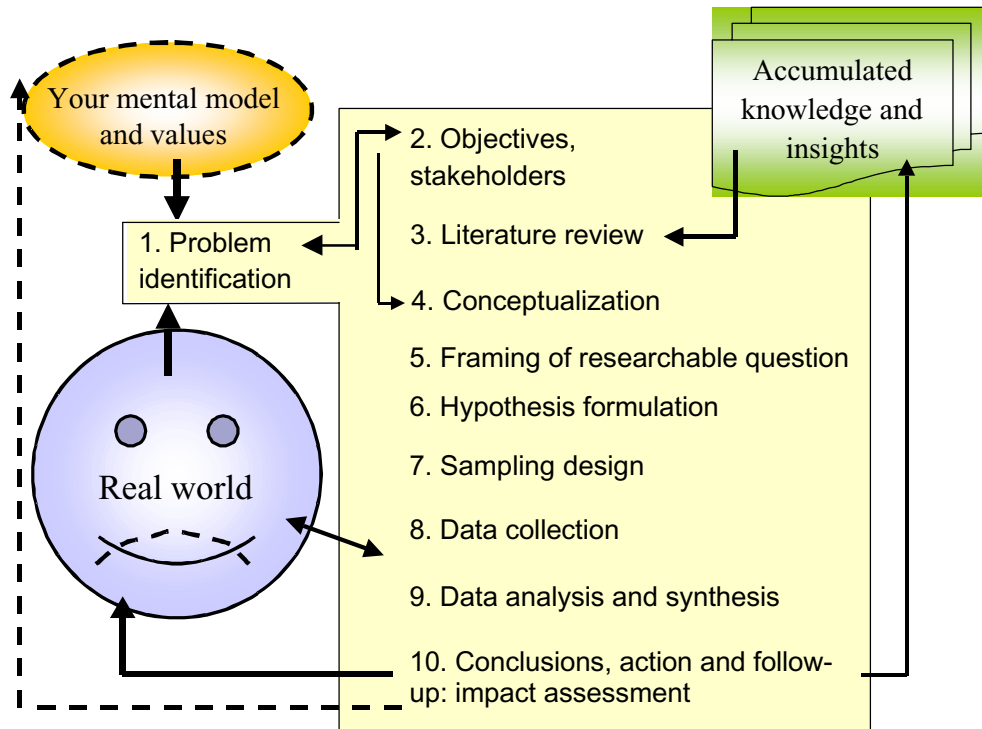 Your mental model
and values
Accumulated
knowledge and
insights
1. Problem
identification
2. Objectives,
stakeholders
3. Literature review
4. Conceptualization
5. Framing of researchable question
6. Hypothesis formulation
7. Sampling design
Real world
8. Data collection
9. Data analysis and synthesis
10. Conclusions, action and follow-
up: impact assessment